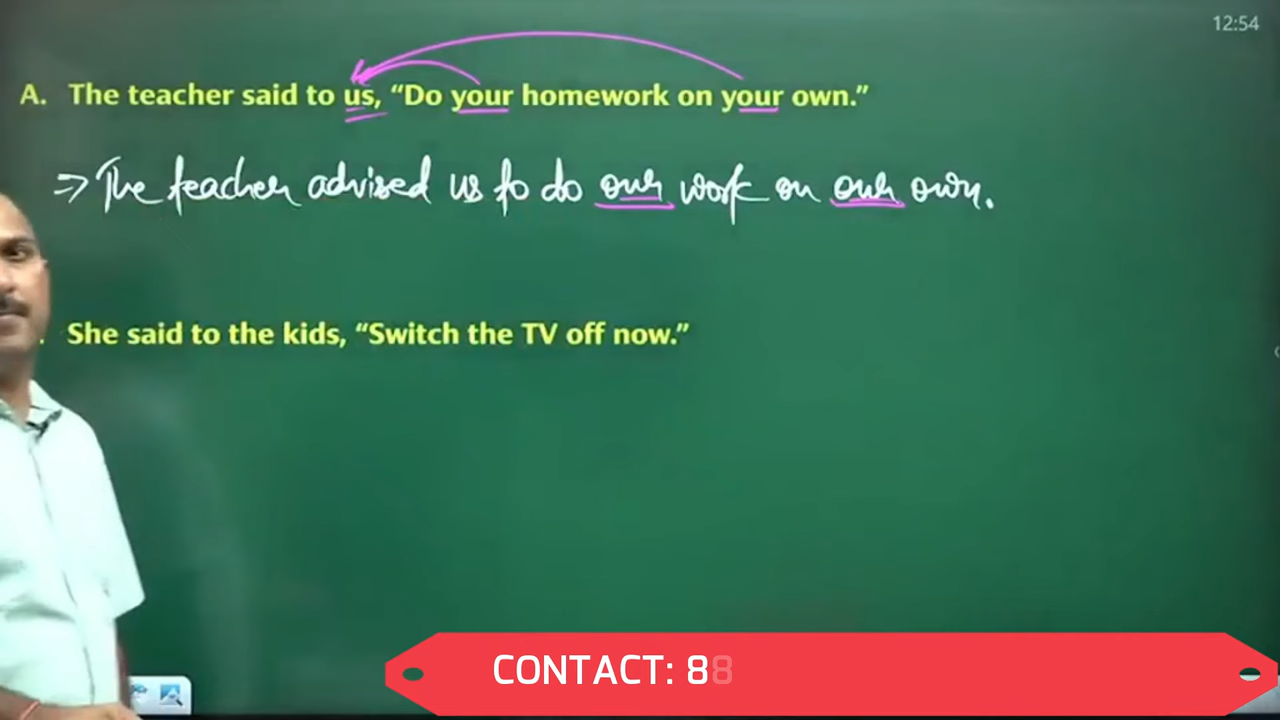 12:54
A. The teacher said to us, “Do your homework on your own.”
⇒ The teacher advised us to do our work on our own.
. She said to the kids, “Switch the TV off now.”
CONTACT: 88